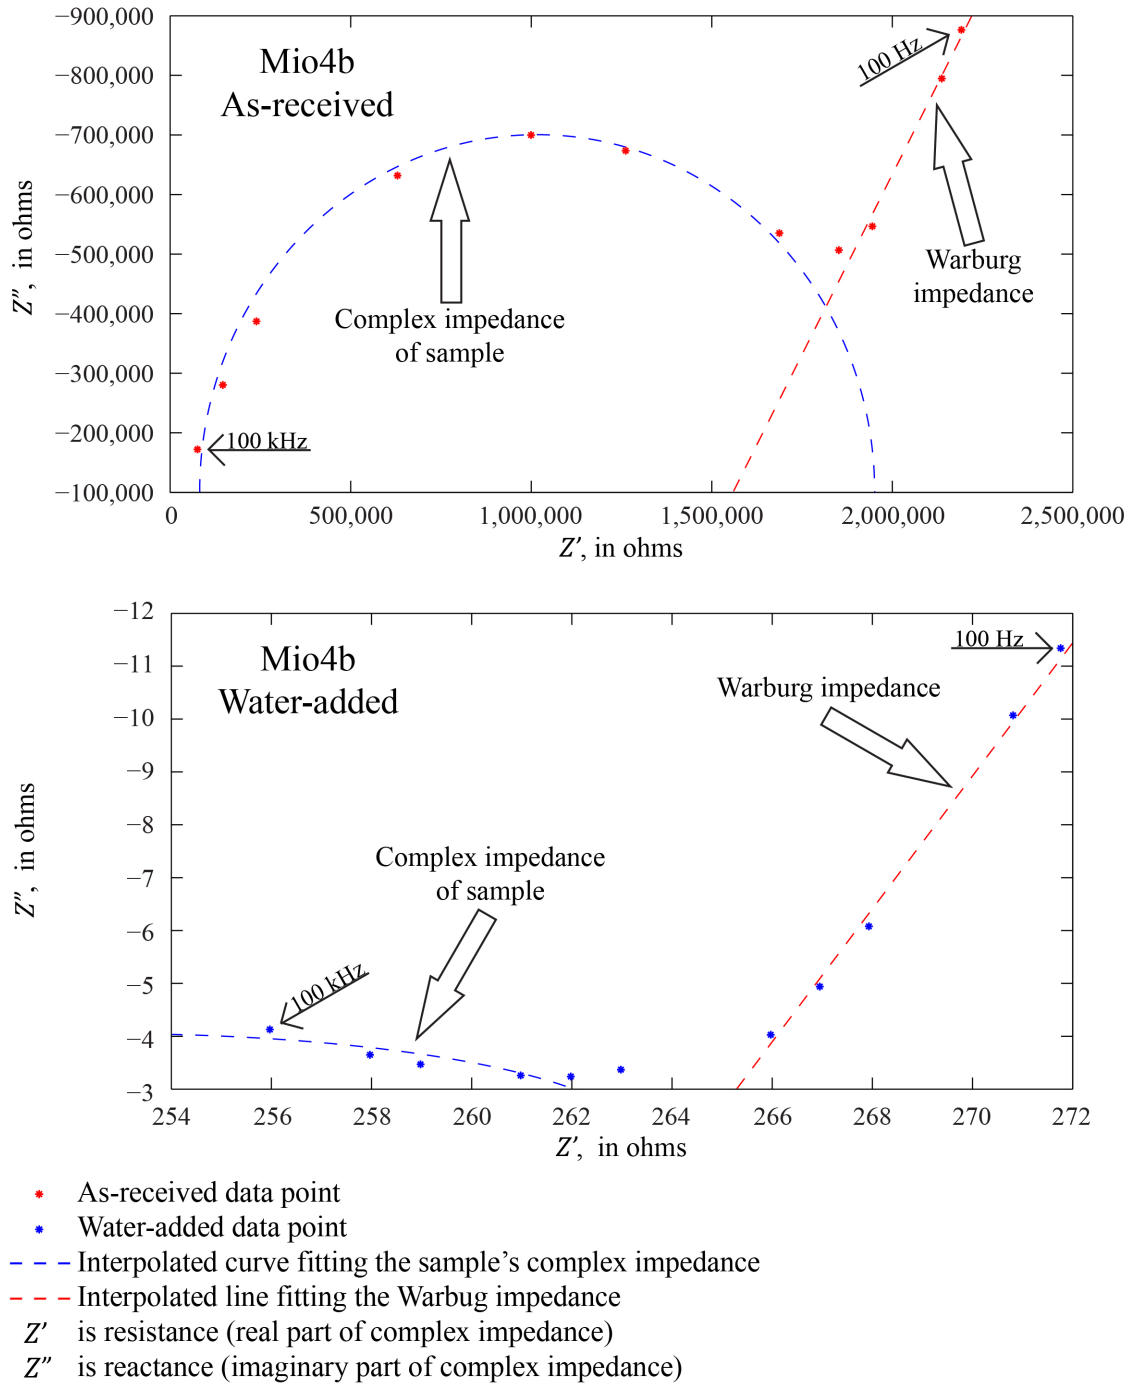 Mio4b
As-received
−900,000
−800,000
−700,000
−600,000
−500,000
−400,000
−300,000
−200,000
−100,000
Z″, in ohms
100 Hz
Warburg
impedance
Complex impedance
of sample
100 kHz
0
500,000
1,000,000
1,500,000
2,000,000
2,500,000
Z′, in ohms
Mio4b
Water-added
−12
−11
−10
−9
−8
−7
−6
−5
−4
−3
Z″, in ohms
100 Hz
Warburg impedance
Complex impedance
of sample
100 kHz
254
256
258
260
262
264
266
268
270
272
Z′, in ohms
As-received data point
Water-added data point
Interpolated curve fitting the sample’s complex impedance
Interpolated line fitting the Warbug impedance
Z′ is resistance (real part of complex impedance)
Z″ is reactance (imaginary part of complex impedance)